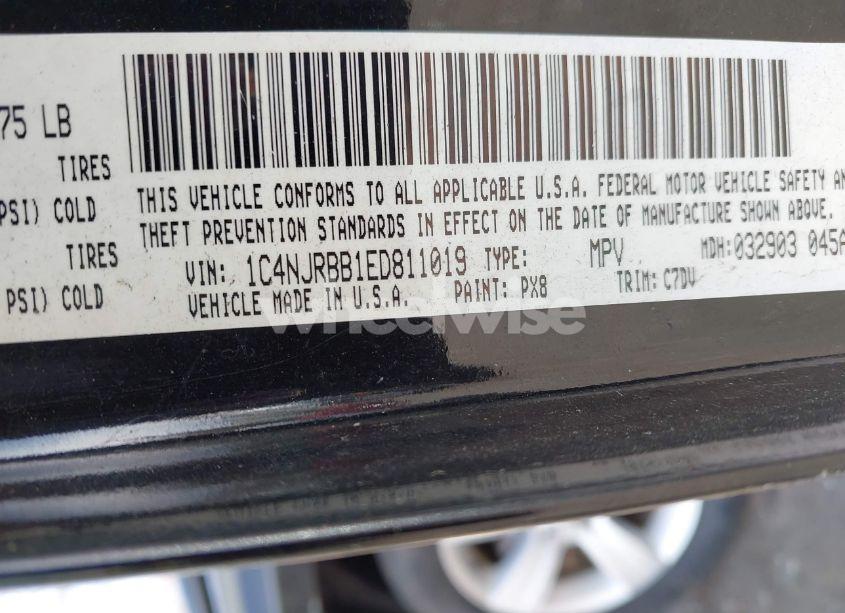 75 LB
TIRES
PSI) COLD
TIRES
PSI) COLD
THIS VEHICLE CONFORMS TO ALL APPLICABLE U.S.A. FEDERAL MOTOR VEHICLE SAFETY AN
THEFT PREVENTION STANDARDS IN EFFECT ON THE DATE OF MANUFACTURE SHOWN ABOVE.
VIN: 1C4NJRBB1ED811019 TYPE: MPV MDH:032903 045A
VEHICLE MADE IN U.S.A. PAINT: PX8 TRIM: C7DV
wheelwise